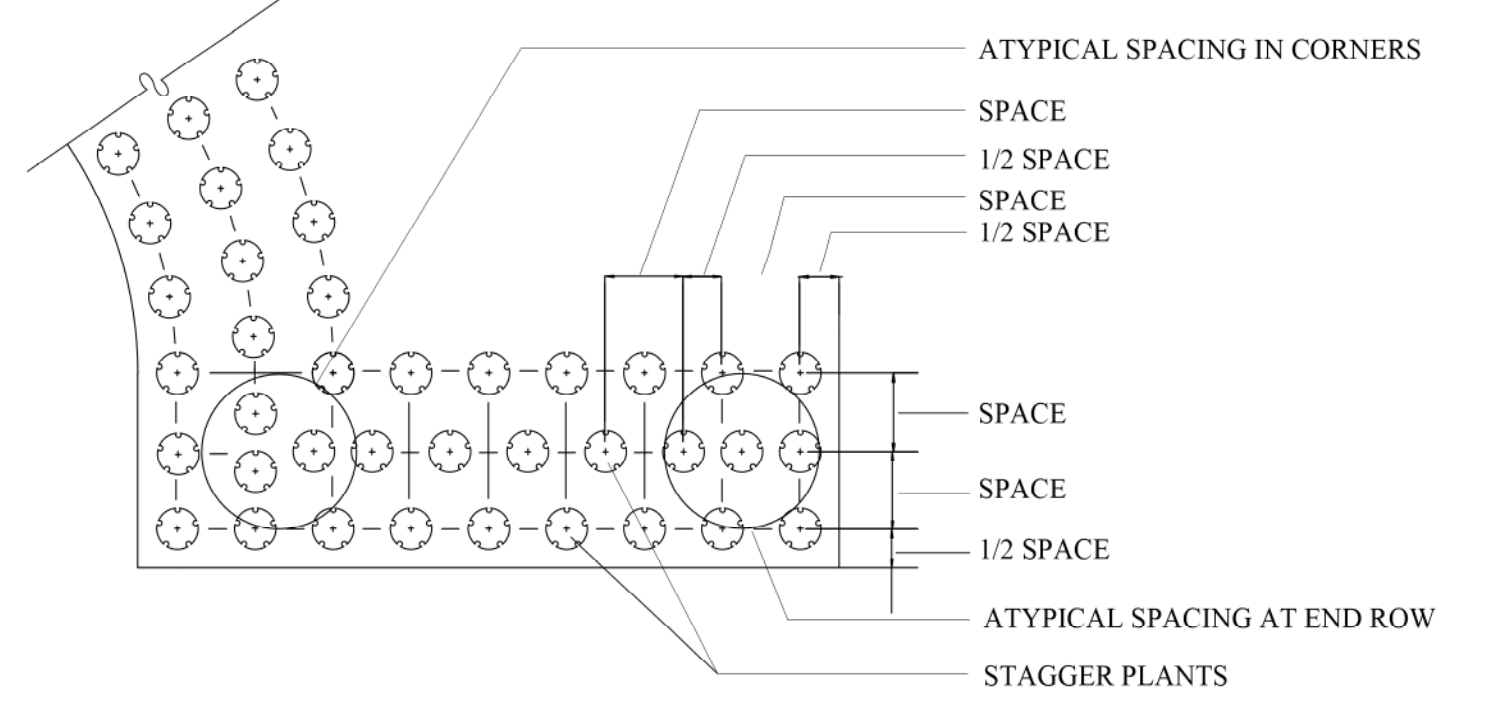 ATYPICAL SPACING IN CORNERS
SPACE
1/2 SPACE
SPACE
1/2 SPACE
SPACE
SPACE
1/2 SPACE
ATYPICAL SPACING AT END ROW
STAGGER PLANTS